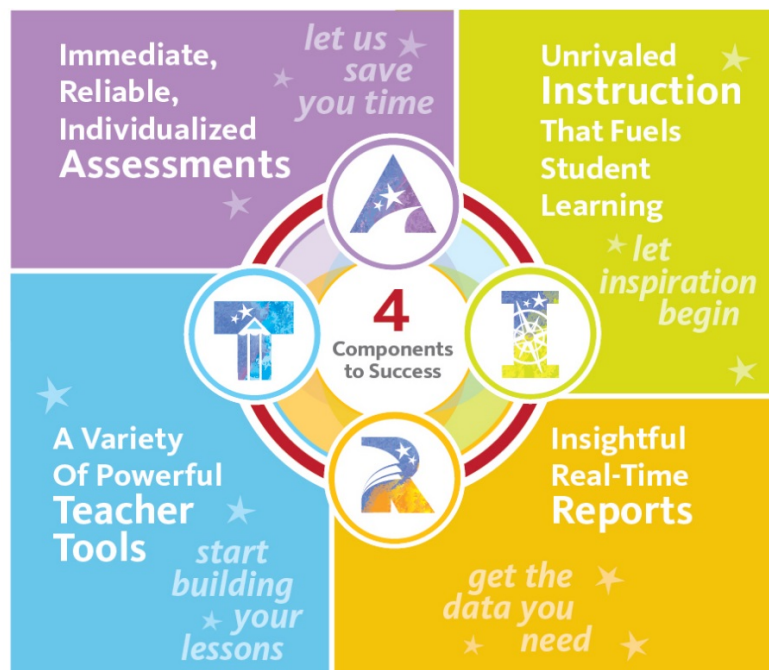 Immediate,
Reliable,
Individualized
Assessments
let us
save
you time
Unrivaled
Instruction
That Fuels
Student
Learning
let
inspiration
begin
A
T
4
Components
to Success
I
R
A Variety
Of Powerful
Teacher
Tools
start
building
your
lessons
Insightful
Real-Time
Reports
get the
data you
need